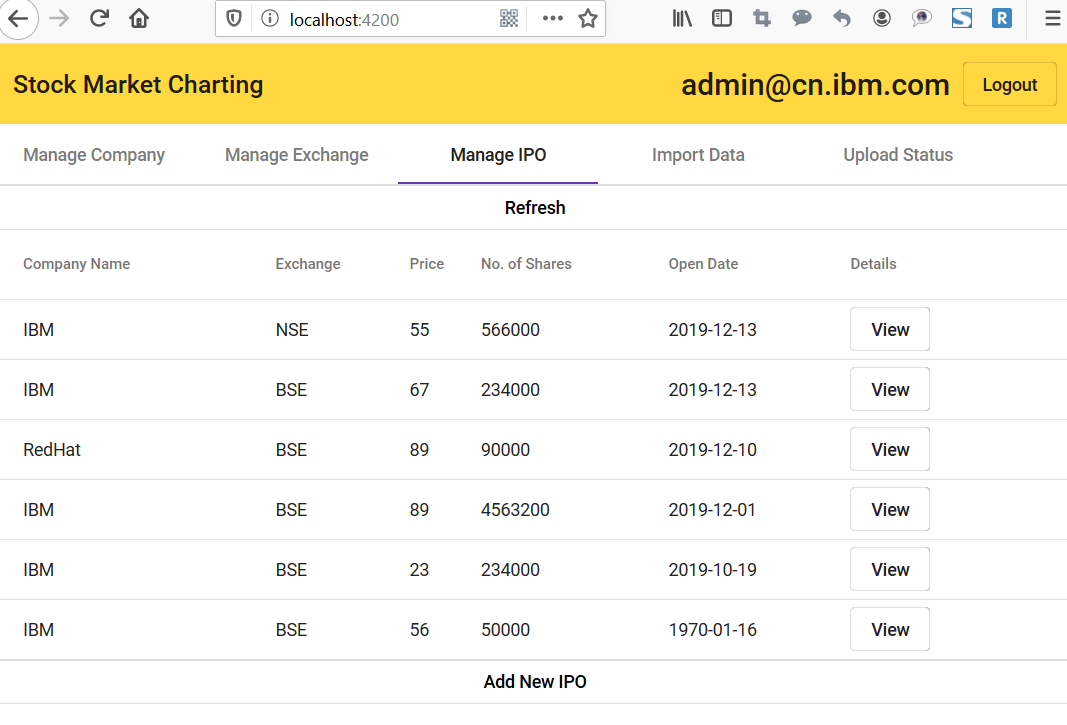 localhost:4200
S R
Stock Market Charting admin@cn.ibm.com Logout
Manage Company Manage Exchange Manage IPO Import Data Upload Status
Refresh
Company Name Exchange Price No. of Shares Open Date Details
IBM NSE 55 566000 2019-12-13 View
IBM BSE 67 234000 2019-12-13 View
RedHat BSE 89 90000 2019-12-10 View
IBM BSE 89 4563200 2019-12-01 View
IBM BSE 23 234000 2019-10-19 View
IBM BSE 56 50000 1970-01-16 View
Add New IPO